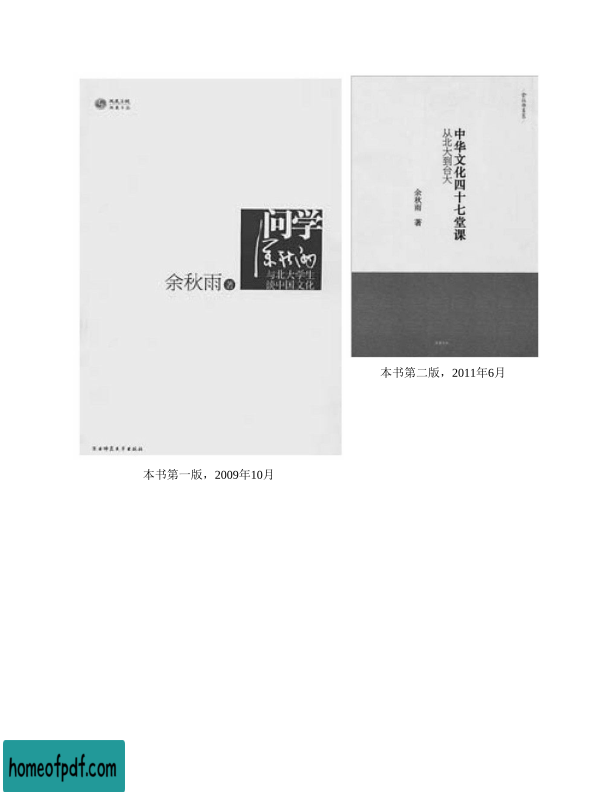 问学
余秋雨
与北大学生
谈中国文化
余秋雨 著
本书第一版，2009年10月
中华文化四十七堂课
从北大到台大
余秋雨 著
本书第二版，2011年6月
homeofpdf.com